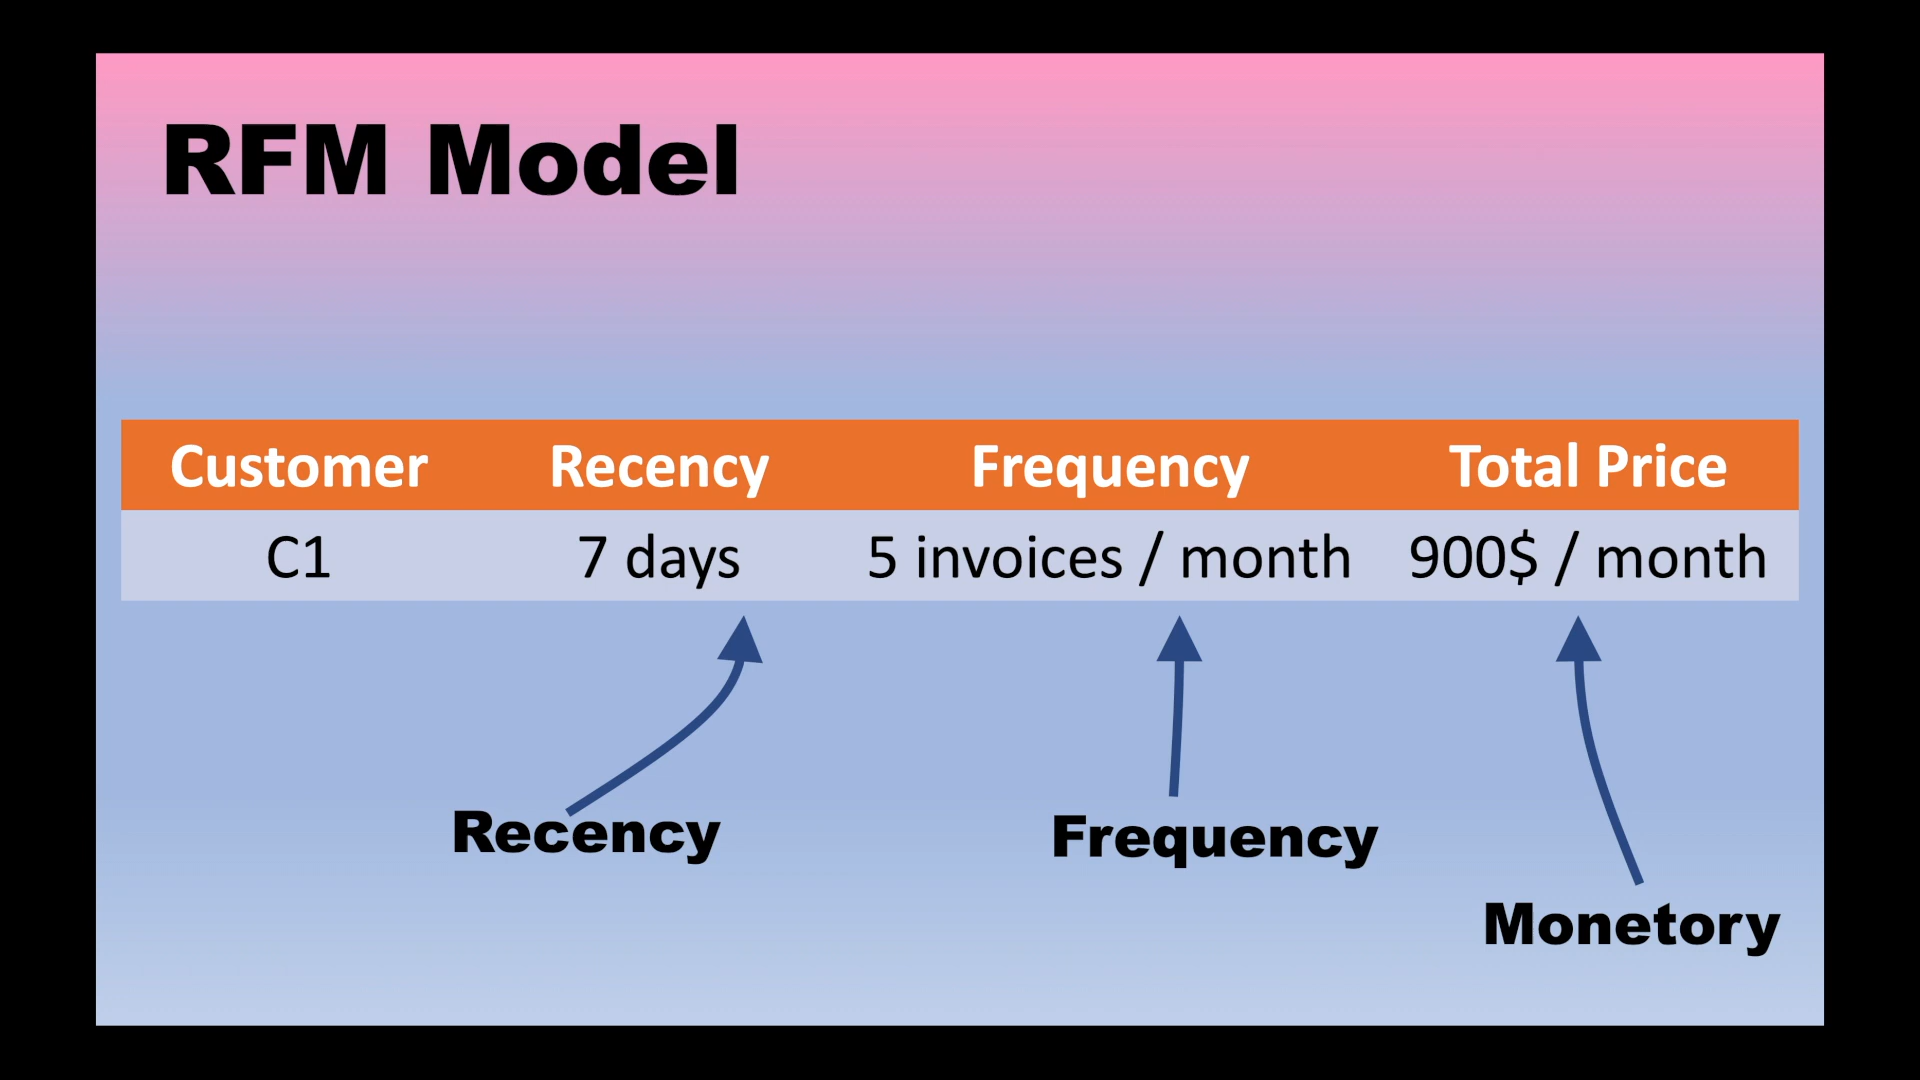 RFM Model
Customer Recency Frequency Total Price
C1 7 days 5 invoices / month 900$ / month
Recency
Frequency
Monetory